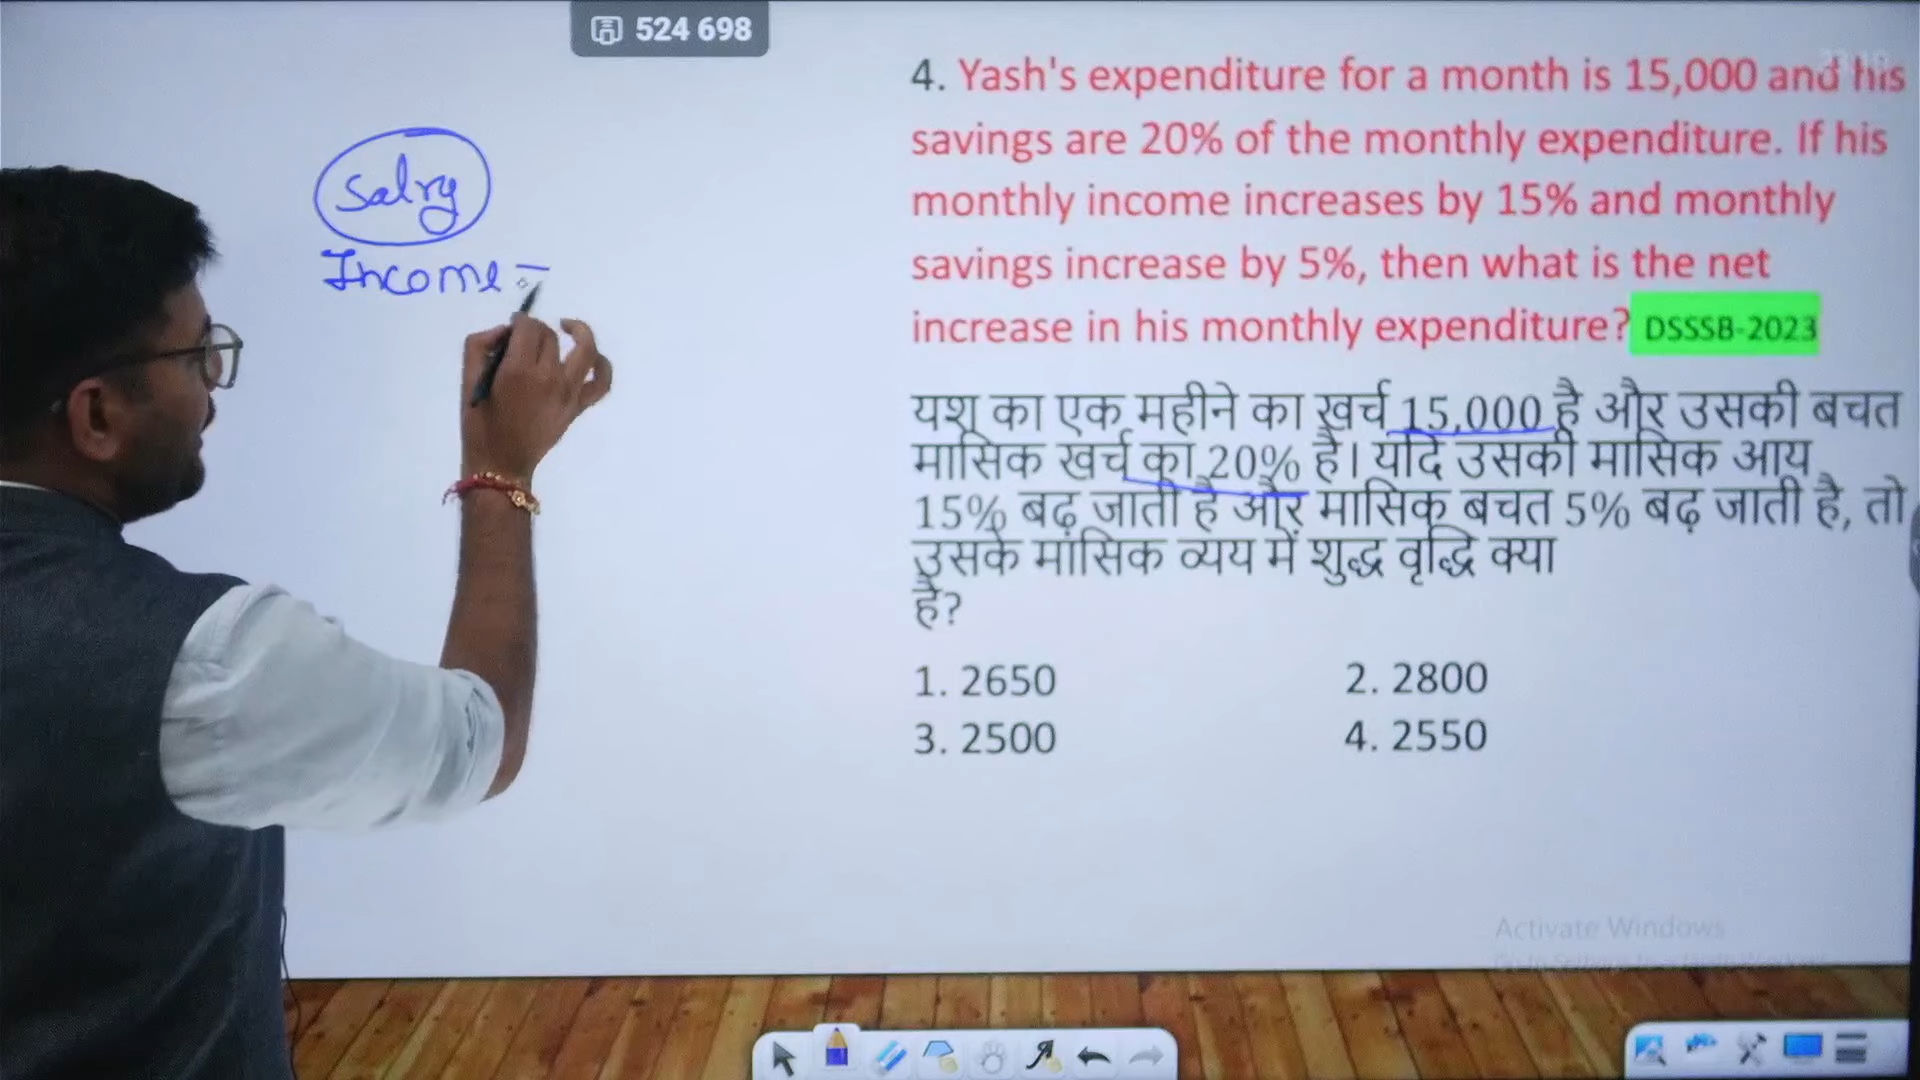 524 698
4. Yash's expenditure for a month is 15,000 and his
savings are 20% of the monthly expenditure. If his
monthly income increases by 15% and monthly
savings increase by 5%, then what is the net
increase in his monthly expenditure? DSSSB-2023
Salry
Income =
यश का एक महीने का खर्च 15,000 है और उसकी बचत
मासिक खर्च का 20% है। यदि उसकी मासिक आय
15% बढ़ जाती है और मासिक बचत 5% बढ़ जाती है, तो
उसके मासिक व्यय में शुद्ध वृद्धि क्या
है?
1. 2650 2. 2800
3. 2500 4. 2550
Activate Windows